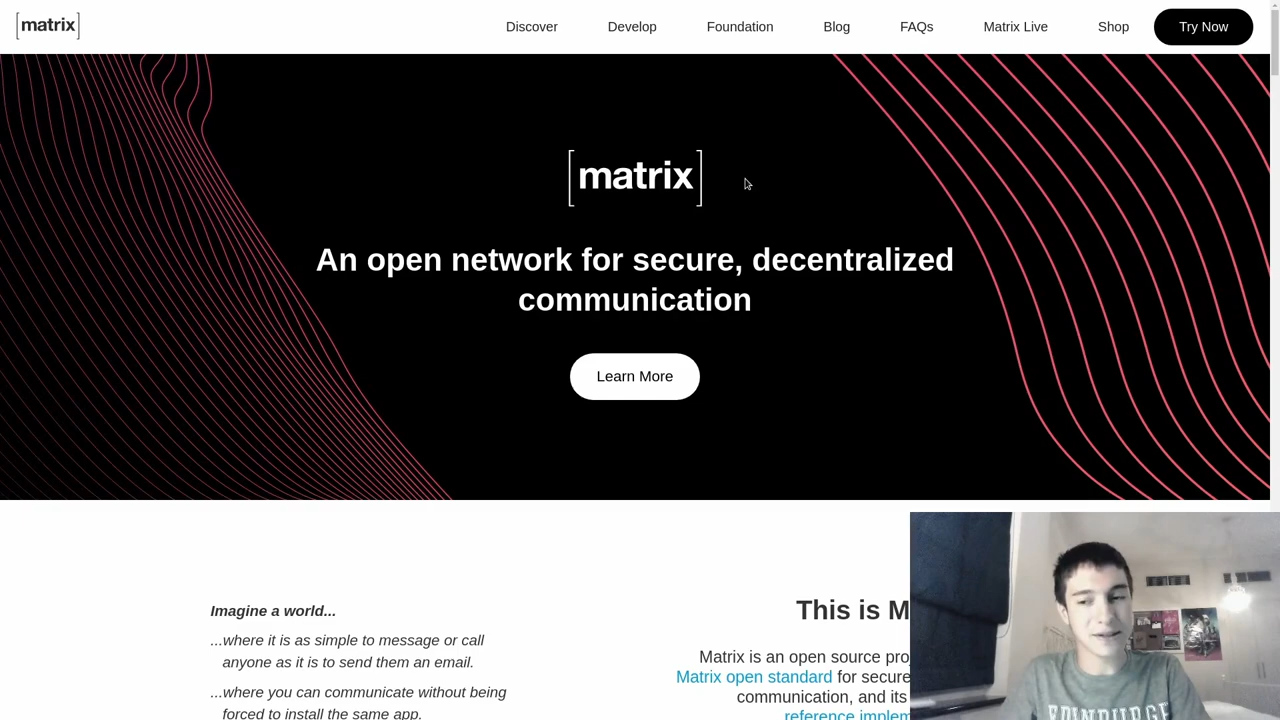 [matrix]
Discover
Develop
Foundation
Blog
FAQs
Matrix Live
Shop
Try Now
[matrix]
An open network for secure, decentralized
communication
Learn More
Imagine a world...
...where it is as simple to message or call
anyone as it is to send them an email.
...where you can communicate without being
forced to install the same app.
This is M
Matrix is an open source proj
Matrix open standard for secure
communication, and its
reference implem